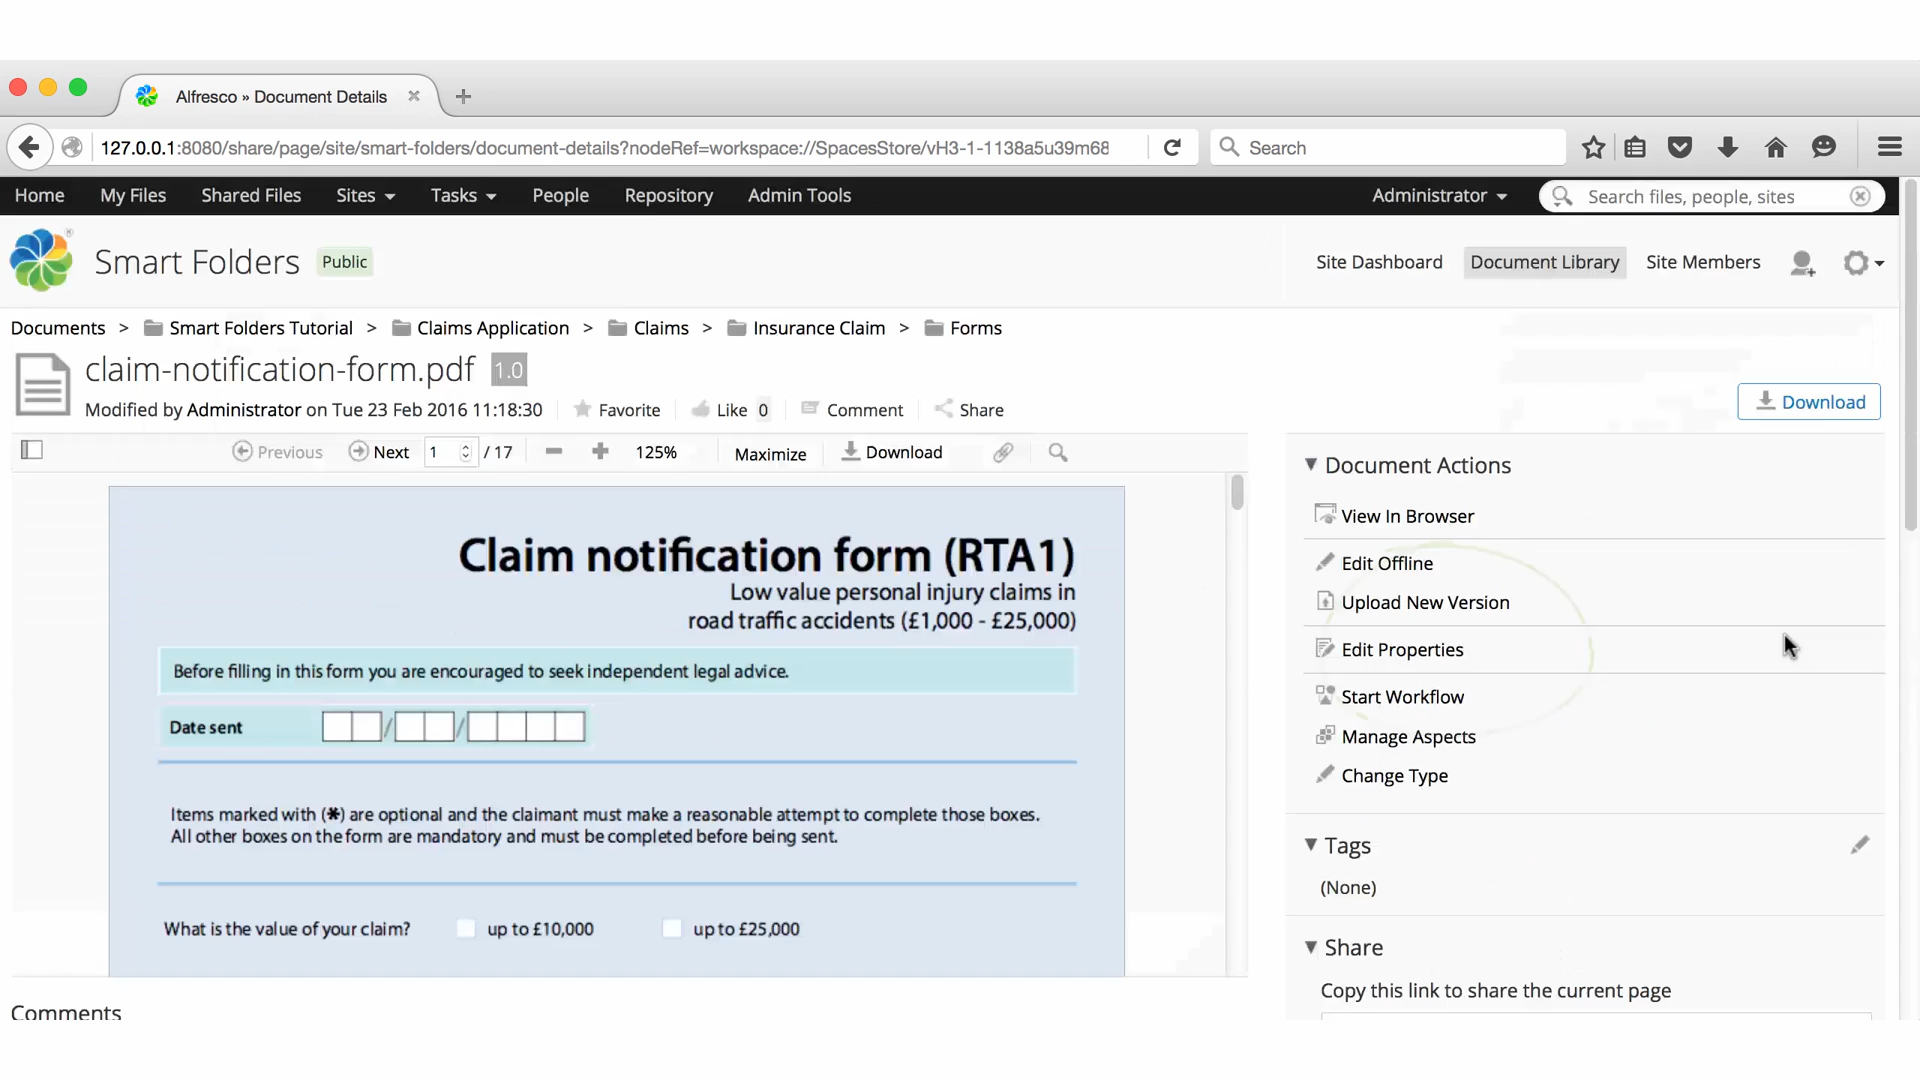 Alfresco » Document Details
127.0.0.1:8080/share/page/site/smart-folders/document-details?nodeRef=workspace://SpacesStore/vH3-1-1138a5u39m68
Search
Home My Files Shared Files Sites Tasks People Repository Admin Tools Administrator Search files, people, sites
Smart Folders Public Site Dashboard Document Library Site Members
Documents > Smart Folders Tutorial > Claims Application > Claims > Insurance Claim > Forms
claim-notification-form.pdf 1.0
Modified by Administrator on Tue 23 Feb 2016 11:18:30 Favorite Like 0 Comment Share
Download
Previous Next 1 / 17 125% Maximize Download
Claim notification form (RTA1)
Low value personal injury claims in
road traffic accidents (£1,000 - £25,000)
Before filling in this form you are encouraged to seek independent legal advice.
Date sent / /
Items marked with (*) are optional and the claimant must make a reasonable attempt to complete those boxes.
All other boxes on the form are mandatory and must be completed before being sent.
What is the value of your claim? up to £10,000 up to £25,000
Comments
Document Actions
View In Browser
Edit Offline
Upload New Version
Edit Properties
Start Workflow
Manage Aspects
Change Type
Tags
(None)
Share
Copy this link to share the current page